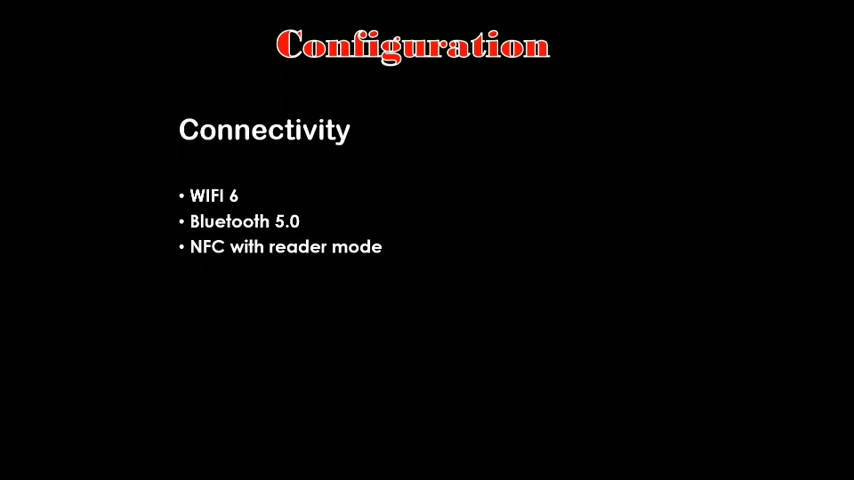 Configuration
Connectivity
• WIFI 6
• Bluetooth 5.0
• NFC with reader mode